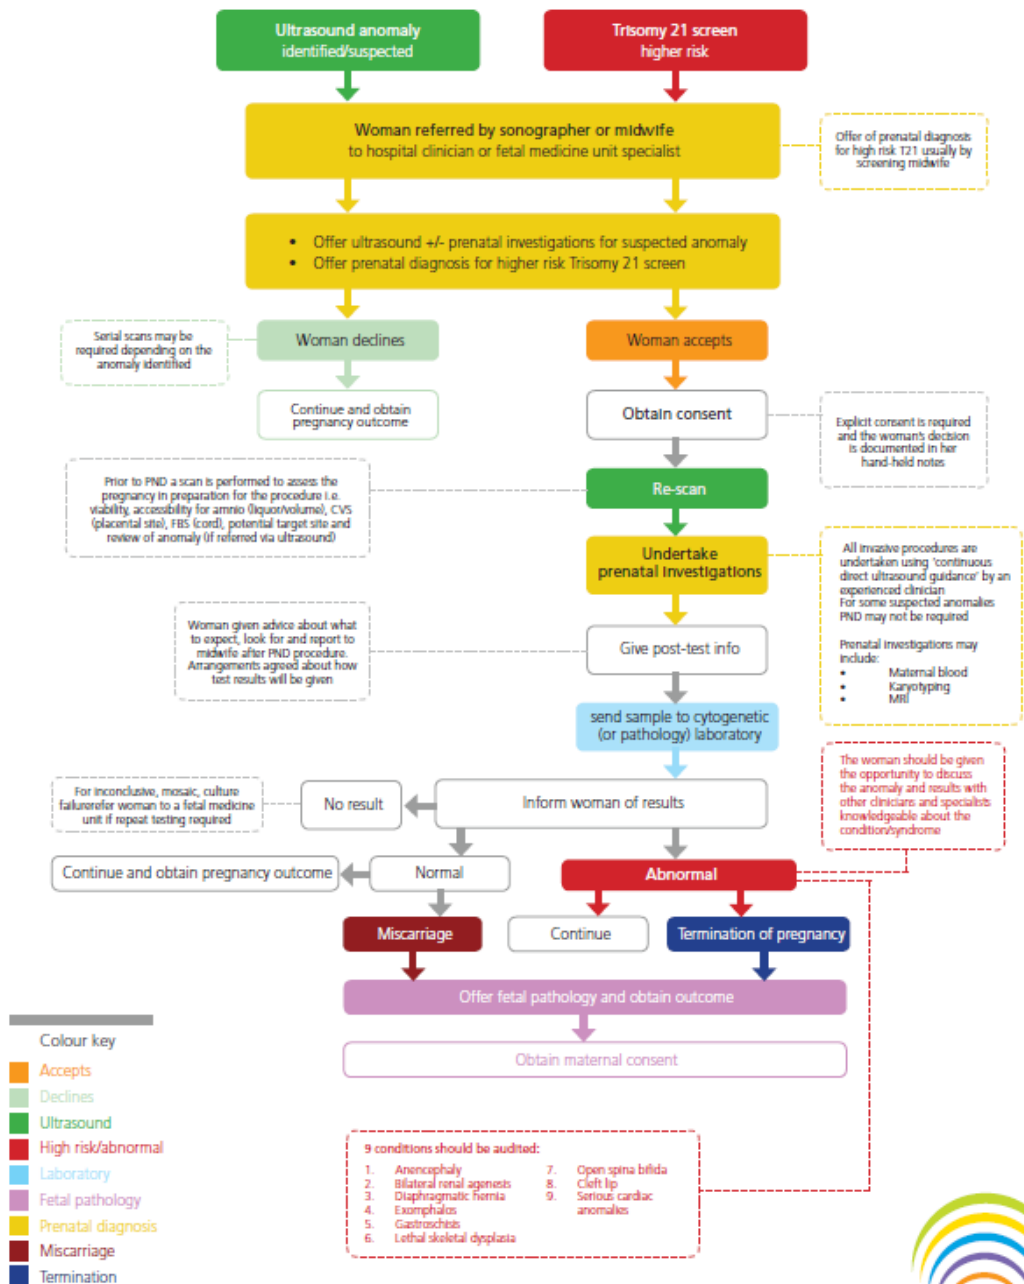 Ultrasound anomaly
identified/suspected
Trisomy 21 screen
higher risk
Woman referred by sonographer or midwife
to hospital clinician or fetal medicine unit specialist
Offer of prenatal diagnosis
for high risk T21 usually by
screening midwife
• Offer ultrasound +/- prenatal investigations for suspected anomaly
• Offer prenatal diagnosis for higher risk Trisomy 21 screen
Serial scans may be
required depending on the
anomaly identified
Woman declines
Woman accepts
Continue and obtain
pregnancy outcome
Obtain consent
Explicit consent is required
and the woman's decision
is documented in her
hand-held notes
Prior to PND a scan is performed to assess the
pregnancy in preparation for the procedure i.e.
viability, accessibility for amnio (liquor/volume), CVS
(placental site), FBS (cord), potential target site and
review of anomaly (if referred via ultrasound)
Re-scan
Undertake
prenatal investigations
All invasive procedures are
undertaken using 'continuous
direct ultrasound guidance' by an
experienced clinician
For some suspected anomalies
PND may not be required
Prenatal investigations may
include:
• Maternal blood
• Karyotyping
• MRI
Woman given advice about what
to expect, look for and report to
midwife after PND procedure.
Arrangements agreed about how
test results will be given
Give post-test info
send sample to cytogenetic
(or pathology) laboratory
The woman should be given
the opportunity to discuss
the anomaly and results with
other clinicians and specialists
knowledgeable about the
condition/syndrome
For inconclusive, mosaic, culture
failurerefer woman to a fetal medicine
unit if repeat testing required
No result
Inform woman of results
Continue and obtain pregnancy outcome
Normal
Abnormal
Miscarriage
Continue
Termination of pregnancy
Offer fetal pathology and obtain outcome
Obtain maternal consent
Colour key
Accepts
Declines
Ultrasound
High risk/abnormal
Laboratory
Fetal pathology
Prenatal diagnosis
Miscarriage
Termination
9 conditions should be audited:
1. Anencephaly
2. Bilateral renal agenesis
3. Diaphragmatic hernia
4. Exomphalos
5. Gastroschisis
6. Lethal skeletal dysplasia
7. Open spina bifida
8. Cleft lip
9. Serious cardiac
anomalies